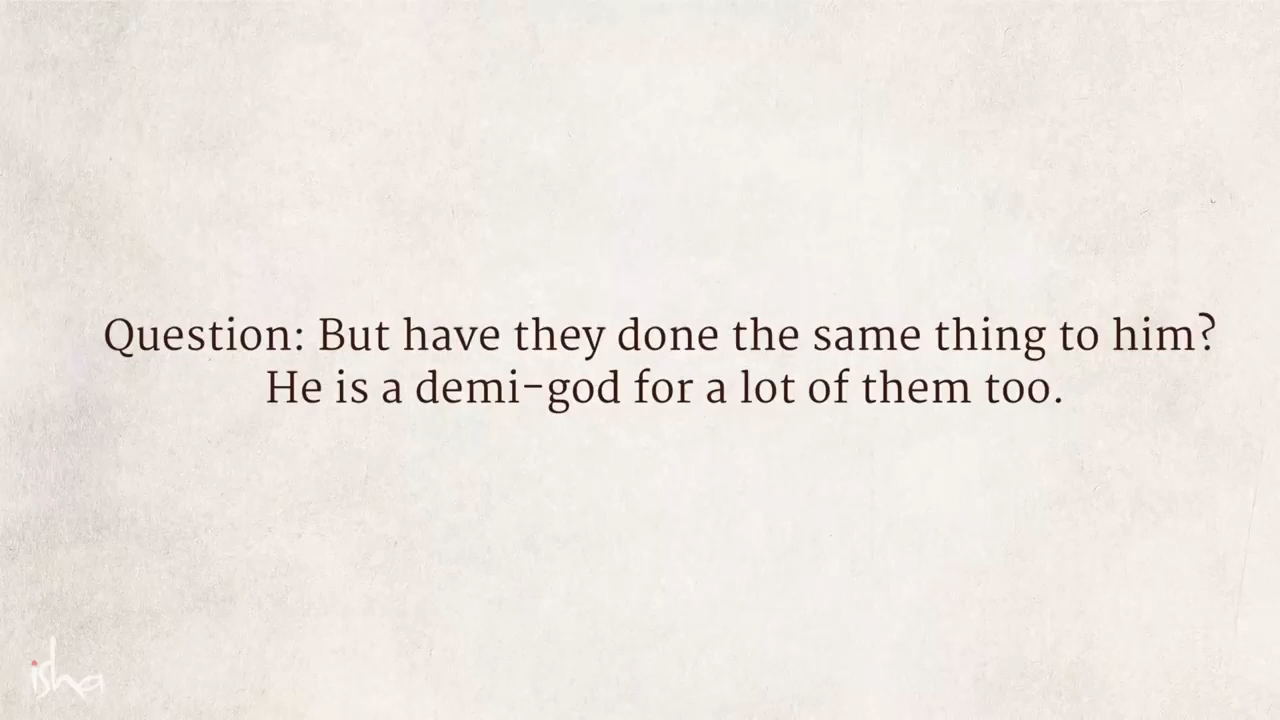 Question: But have they done the same thing to him?
He is a demi-god for a lot of them too.
isha